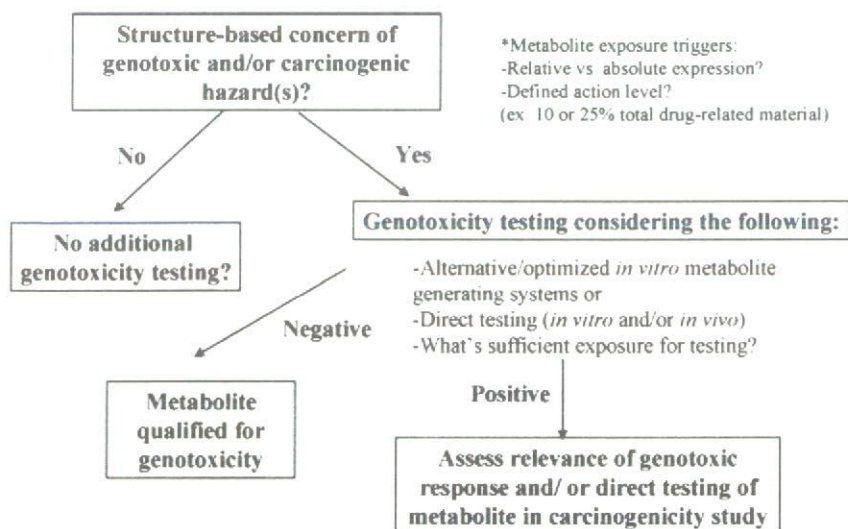 Structure-based concern of
genotoxic and/or carcinogenic
hazard(s)?
*Metabolite exposure triggers:
-Relative vs absolute expression?
-Defined action level?
(ex 10 or 25% total drug-related material)
No
Yes
No additional
genotoxicity testing?
Genotoxicity testing considering the following:
-Alternative/optimized in vitro metabolite
generating systems or
-Direct testing (in vitro and/or in vivo)
-What's sufficient exposure for testing?
Negative
Positive
Metabolite
qualified for
genotoxicity
Assess relevance of genotoxic
response and/ or direct testing of
metabolite in carcinogenicity study